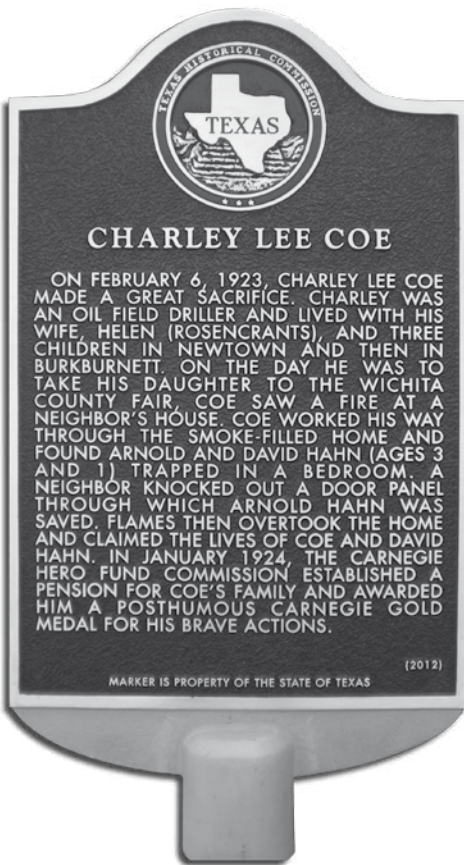 TEXAS HISTORICAL COMMISSION
TEXAS
CHARLEY LEE COE
ON FEBRUARY 6, 1923, CHARLEY LEE COE
MADE A GREAT SACRIFICE. CHARLEY WAS
AN OIL FIELD DRILLER AND LIVED WITH HIS
WIFE, HELEN (ROSENCRANTS), AND THREE
CHILDREN IN NEWTOWN AND THEN IN
BURKBURNETT. ON THE DAY HE WAS TO
TAKE HIS DAUGHTER TO THE WICHITA
COUNTY FAIR, COE SAW A FIRE AT A
NEIGHBOR'S HOUSE. COE WORKED HIS WAY
THROUGH THE SMOKE-FILLED HOME AND
FOUND ARNOLD AND DAVID HAHN (AGES 3
AND 1) TRAPPED IN A BEDROOM. A
NEIGHBOR KNOCKED OUT A DOOR PANEL
THROUGH WHICH ARNOLD HAHN WAS
SAVED. FLAMES THEN OVERTOOK THE HOME
AND CLAIMED THE LIVES OF COE AND DAVID
HAHN. IN JANUARY 1924, THE CARNEGIE
HERO FUND COMMISSION ESTABLISHED A
PENSION FOR COE'S FAMILY AND AWARDED
HIM A POSTHUMOUS CARNEGIE GOLD
MEDAL FOR HIS BRAVE ACTIONS.
(2012)
MARKER IS PROPERTY OF THE STATE OF TEXAS